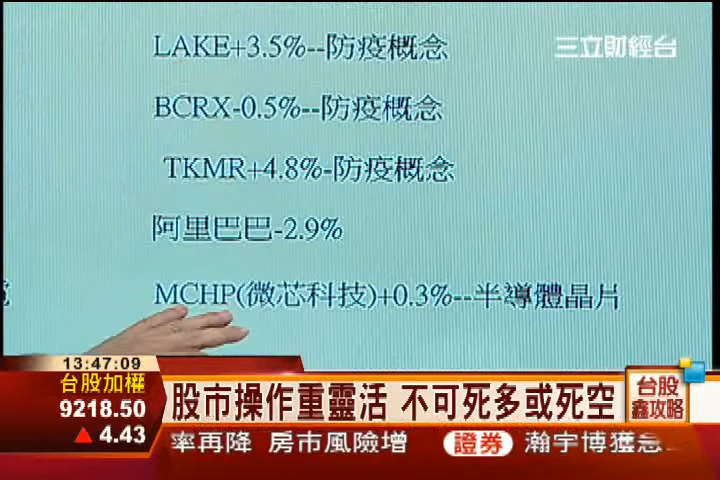 LAKE+3.5%--防疫概念
三立財經台
BCRX-0.5%--防疫概念
TKMR+4.8%-防疫概念
阿里巴巴-2.9%
MCHP(微芯科技)+0.3%--半導體晶片
13:47:09
台股加權
9218.50
▲4.43
股市操作重靈活 不可死多或死空
台股
鑫攻略
率再降 房市風險增 證券 瀚宇博獲